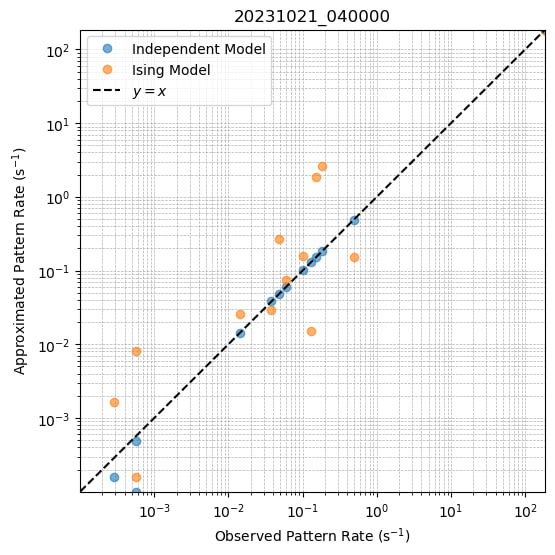 20231021_040000
Independent Model
Ising Model
y = x
10²
10¹
10⁰
10⁻¹
10⁻²
10⁻³
Approximated Pattern Rate (s⁻¹)
10⁻³ 10⁻² 10⁻¹ 10⁰ 10¹ 10²
Observed Pattern Rate (s⁻¹)